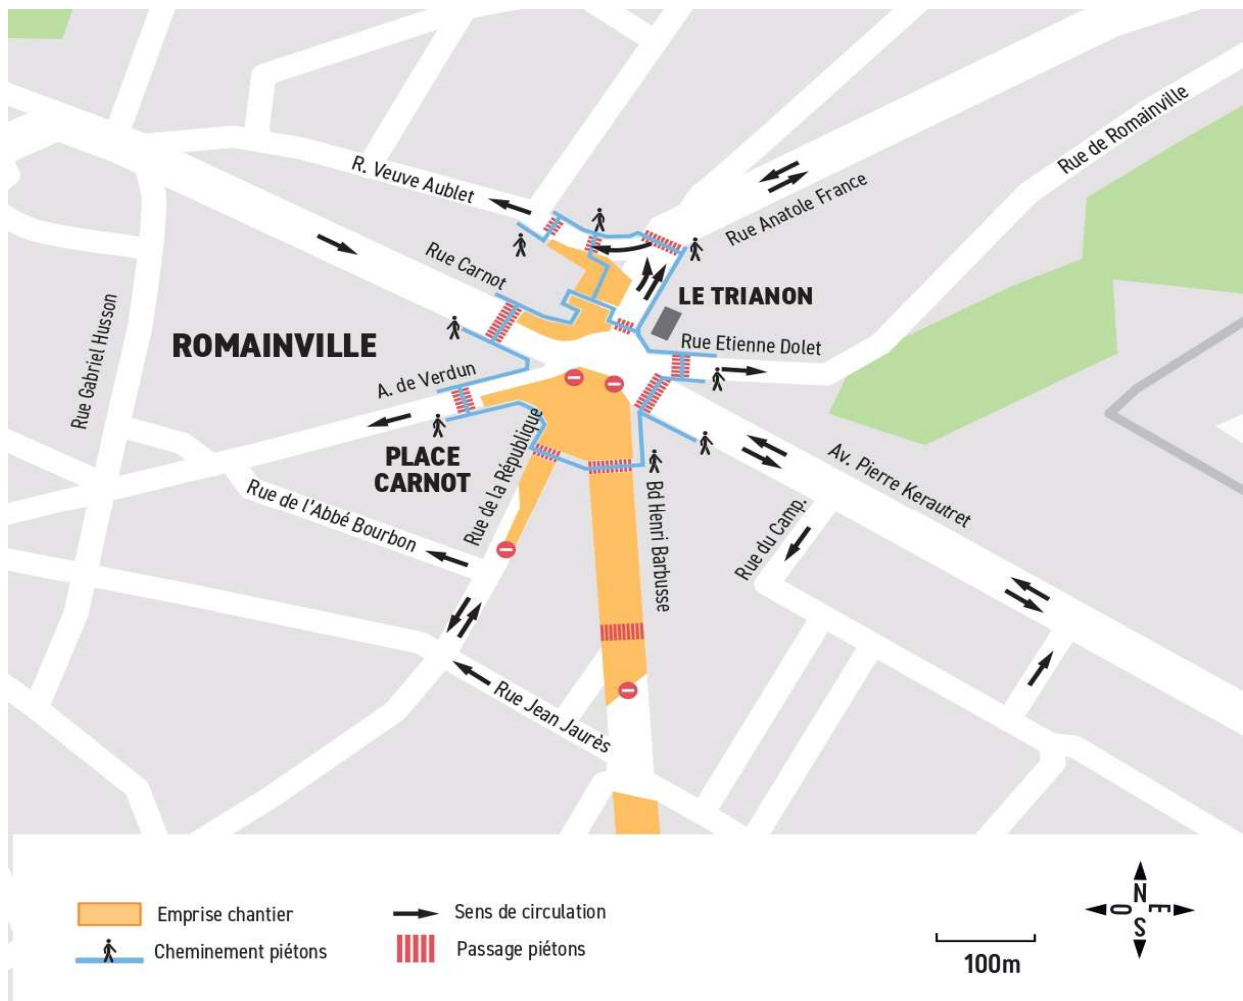 Rue de Romainville
R. Veuve Aublet
Rue Anatole France
Rue Carnot
LE TRIANON
Rue Gabriel Husson
ROMAINVILLE
Rue Etienne Dolet
A. de Verdun
Rue de la République
PLACE
CARNOT
Av. Pierre Kerautret
Rue de l'Abbé Bourbon
Bd Henri Barbusse
Rue du Camp.
Rue Jean Jaurès
Emprise chantier
Sens de circulation
Cheminement piétons
Passage piétons
100m
N
O
E
S